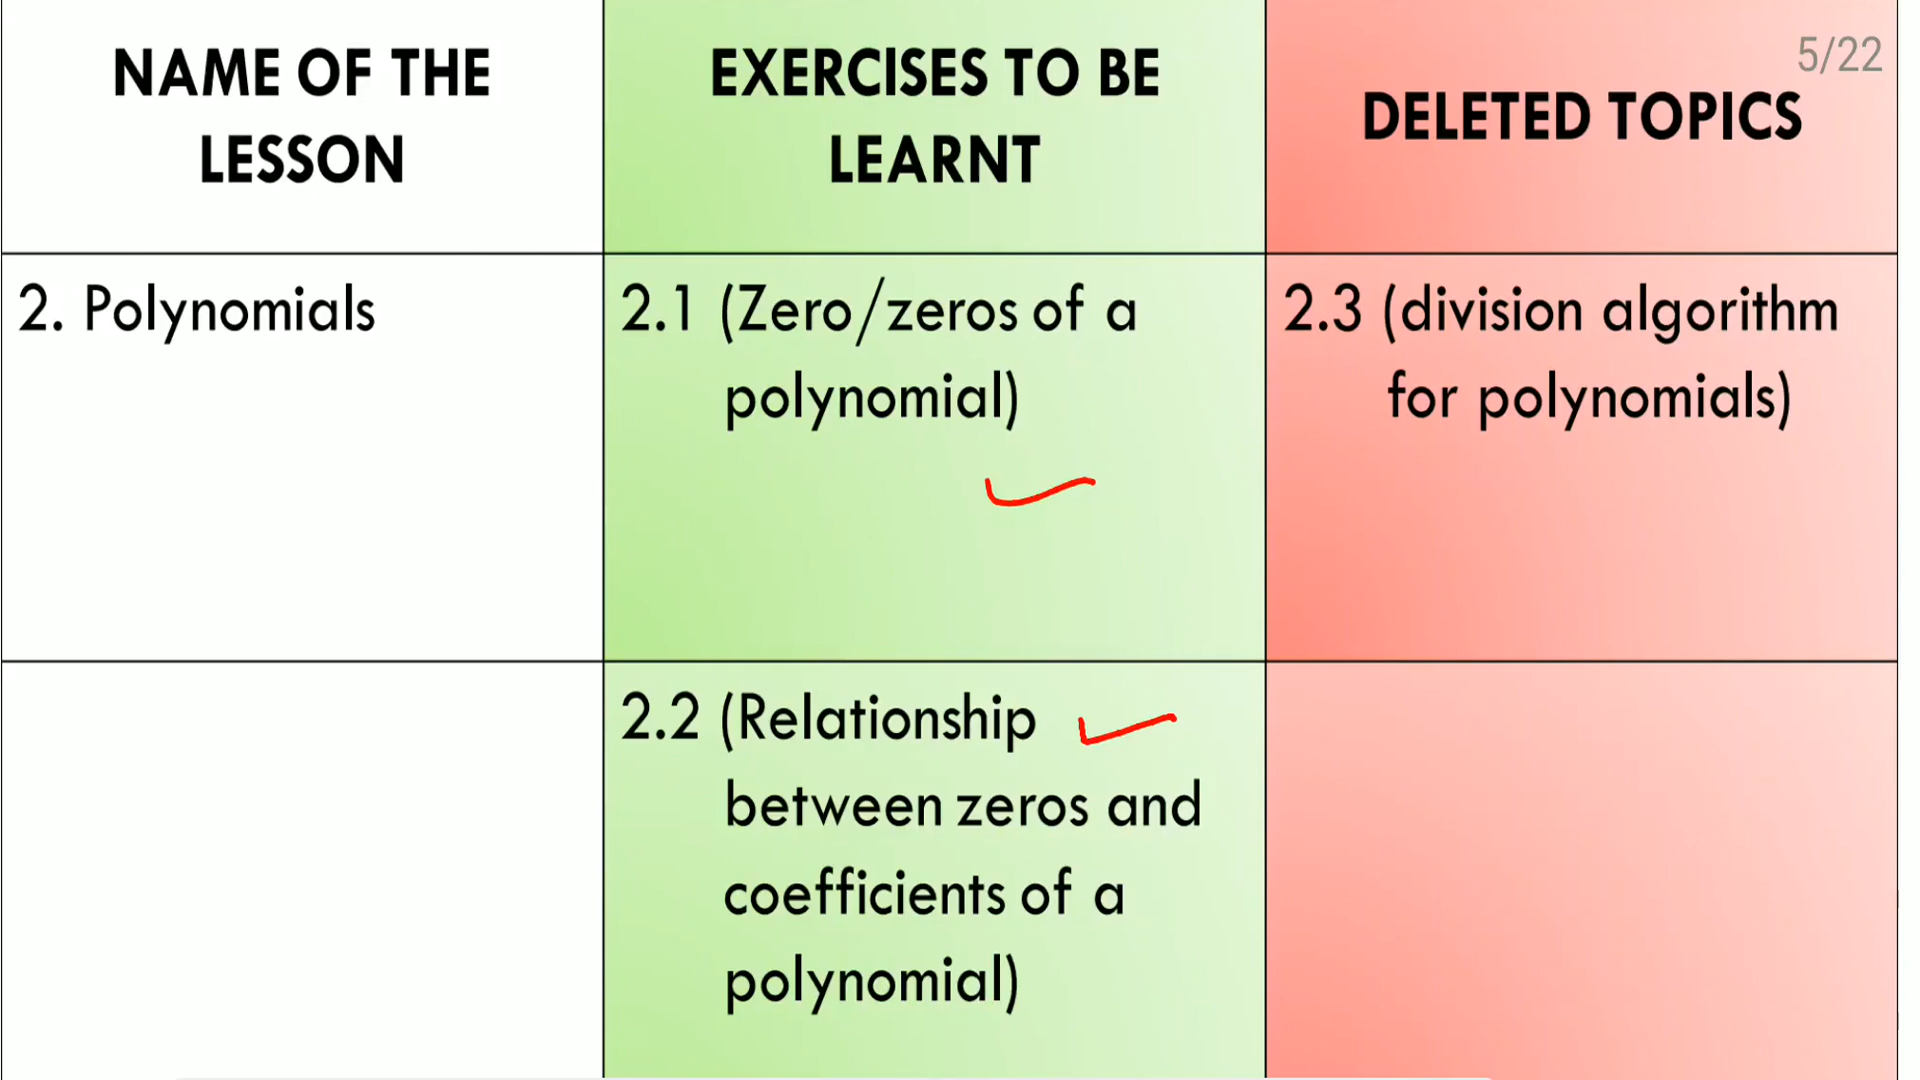 NAME OF THE
LESSON
EXERCISES TO BE
LEARNT
5/22
DELETED TOPICS
2. Polynomials
2.1 (Zero/zeros of a
polynomial)
2.3 (division algorithm
for polynomials)
2.2 (Relationship
between zeros and
coefficients of a
polynomial)